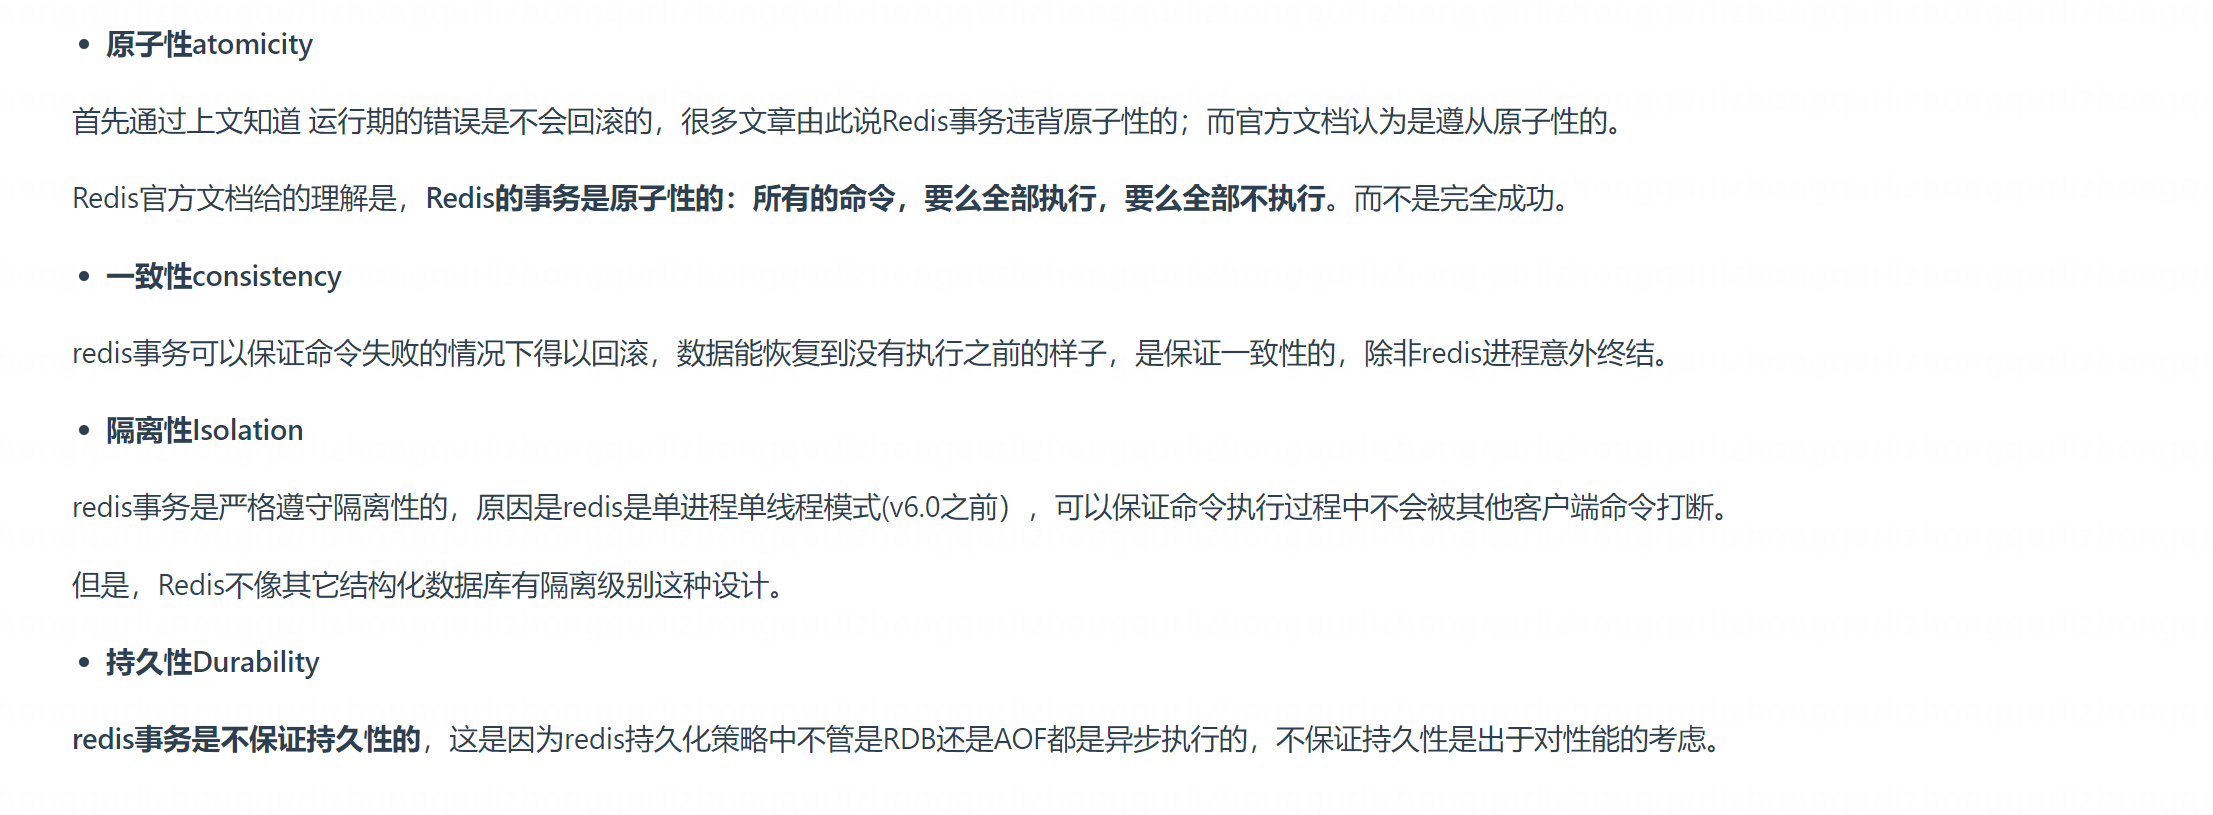 • 原子性atomicity
首先通过上文知道 运行期的错误是不会回滚的，很多文章由此说Redis事务违背原子性的；而官方文档认为是遵从原子性的。
Redis官方文档给的理解是，Redis的事务是原子性的：所有的命令，要么全部执行，要么全部不执行。而不是完全成功。
• 一致性consistency
redis事务可以保证命令失败的情况下得以回滚，数据能恢复到没有执行之前的样子，是保证一致性的，除非redis进程意外终结。
• 隔离性Isolation
redis事务是严格遵守隔离性的，原因是redis是单进程单线程模式(v6.0之前），可以保证命令执行过程中不会被其他客户端命令打断。
但是，Redis不像其它结构化数据库有隔离级别这种设计。
• 持久性Durability
redis事务是不保证持久性的，这是因为redis持久化策略中不管是RDB还是AOF都是异步执行的，不保证持久性是出于对性能的考虑。